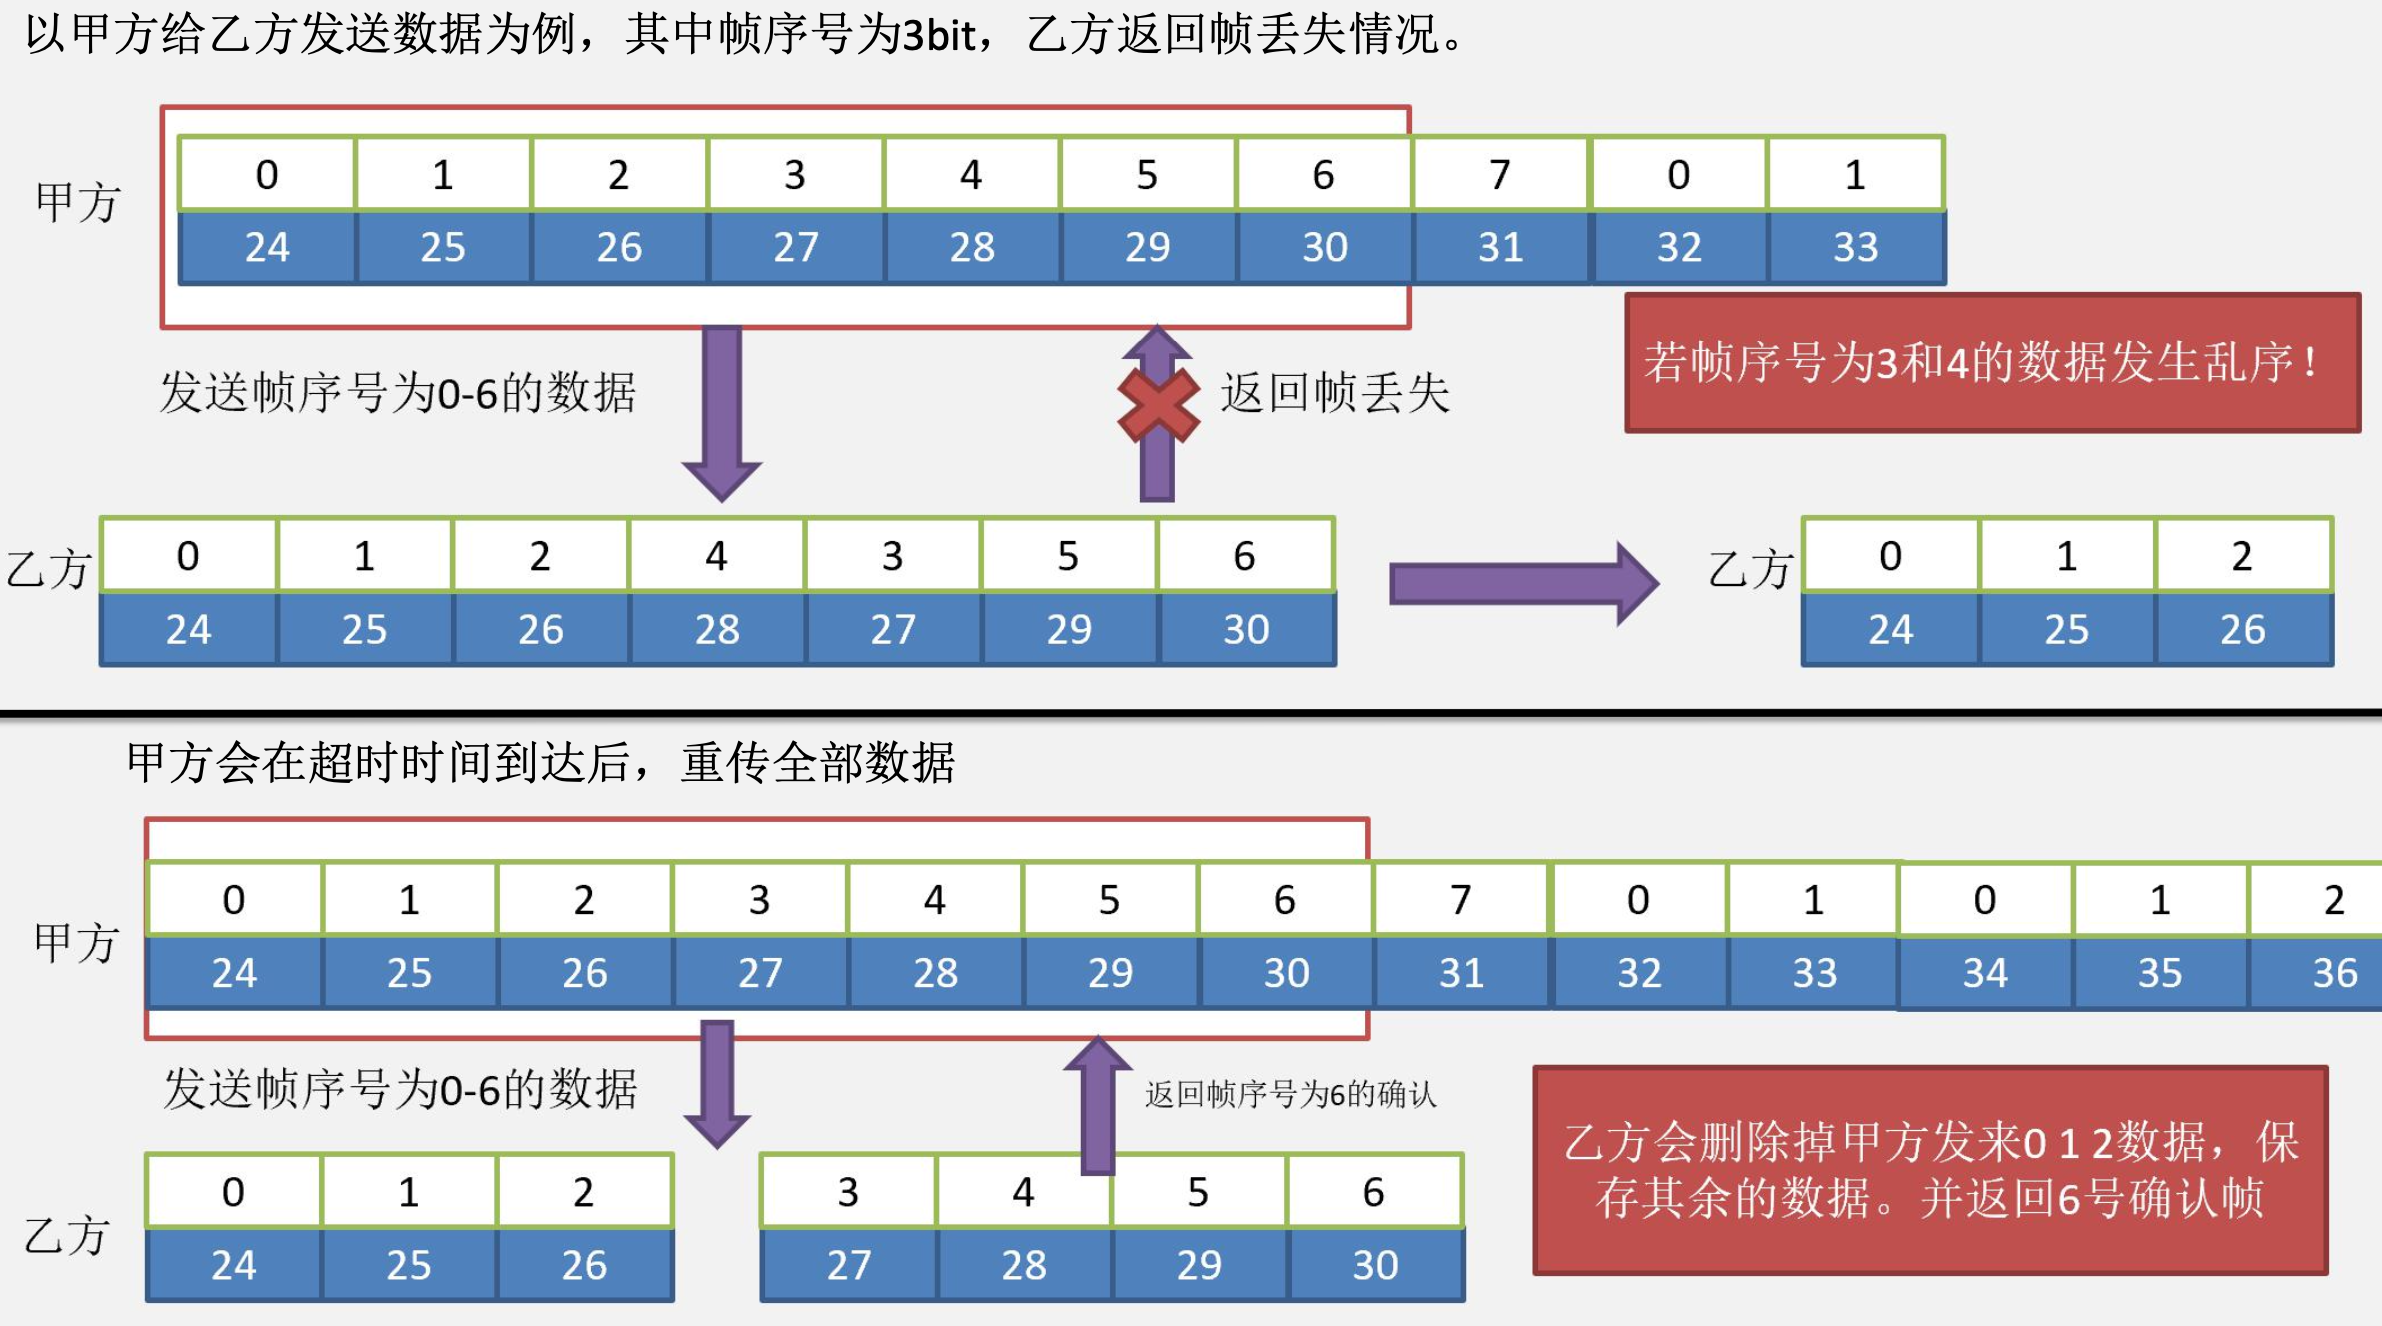 以甲方给乙方发送数据为例，其中帧序号为3bit，乙方返回帧丢失情况。
甲方
0 1 2 3 4 5 6 7 0 1
24 25 26 27 28 29 30 31 32 33
若帧序号为3和4的数据发生乱序！
发送帧序号为0-6的数据
返回帧丢失
乙方
0 1 2 4 3 5 6
24 25 26 28 27 29 30
乙方
0 1 2
24 25 26
甲方会在超时时间到达后，重传全部数据
甲方
0 1 2 3 4 5 6 7 0 1 0 1 2
24 25 26 27 28 29 30 31 32 33 34 35 36
发送帧序号为0-6的数据
返回帧序号为6的确认
乙方会删除掉甲方发来0 1 2数据，保
存其余的数据。并返回6号确认帧
乙方
0 1 2 3 4 5 6
24 25 26 27 28 29 30